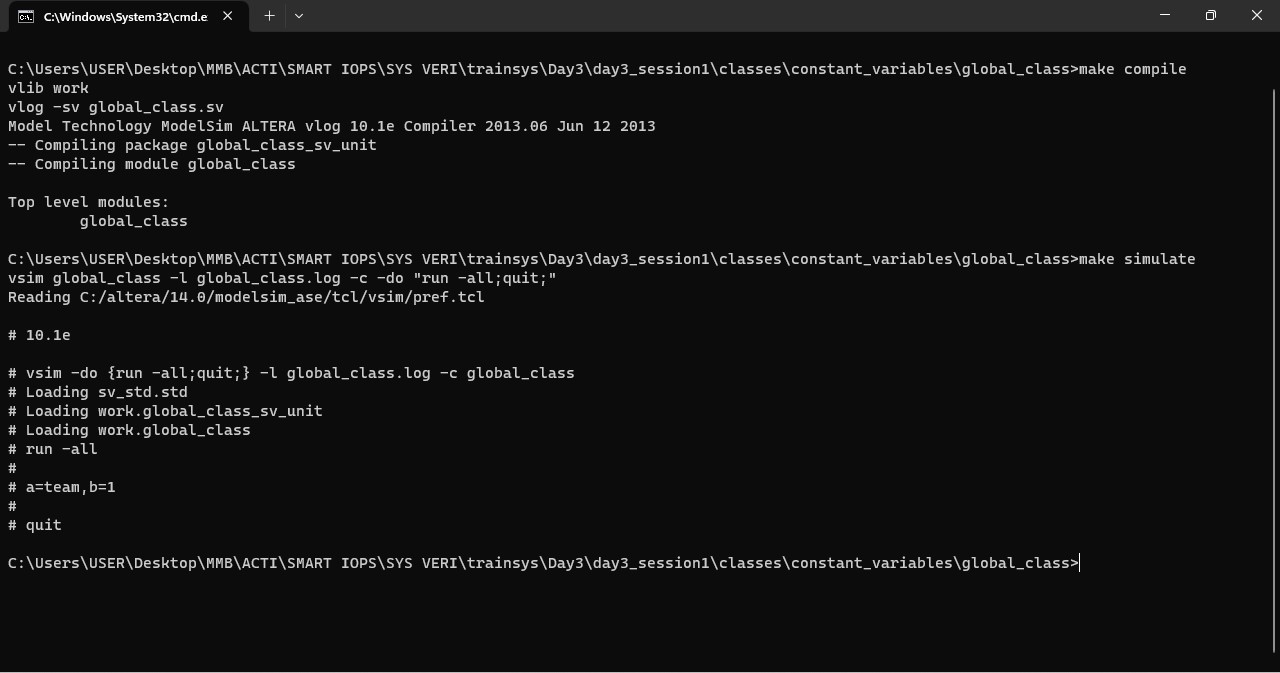 C:\Windows\System32\cmd.e
C:\Users\USER\Desktop\MMB\ACTI\SMART IOPS\SYS VERI\trainsys\Day3\day3_session1\classes\constant_variables\global_class>make compile
vlib work
vlog -sv global_class.sv
Model Technology ModelSim ALTERA vlog 10.1e Compiler 2013.06 Jun 12 2013
-- Compiling package global_class_sv_unit
-- Compiling module global_class
Top level modules:
global_class
C:\Users\USER\Desktop\MMB\ACTI\SMART IOPS\SYS VERI\trainsys\Day3\day3_session1\classes\constant_variables\global_class>make simulate
vsim global_class -l global_class.log -c -do "run -all;quit;"
Reading C:/altera/14.0/modelsim_ase/tcl/vsim/pref.tcl
# 10.1e
# vsim -do {run -all;quit;} -l global_class.log -c global_class
# Loading sv_std.std
# Loading work.global_class_sv_unit
# Loading work.global_class
# run -all
#
# a=team,b=1
#
# quit
C:\Users\USER\Desktop\MMB\ACTI\SMART IOPS\SYS VERI\trainsys\Day3\day3_session1\classes\constant_variables\global_class>